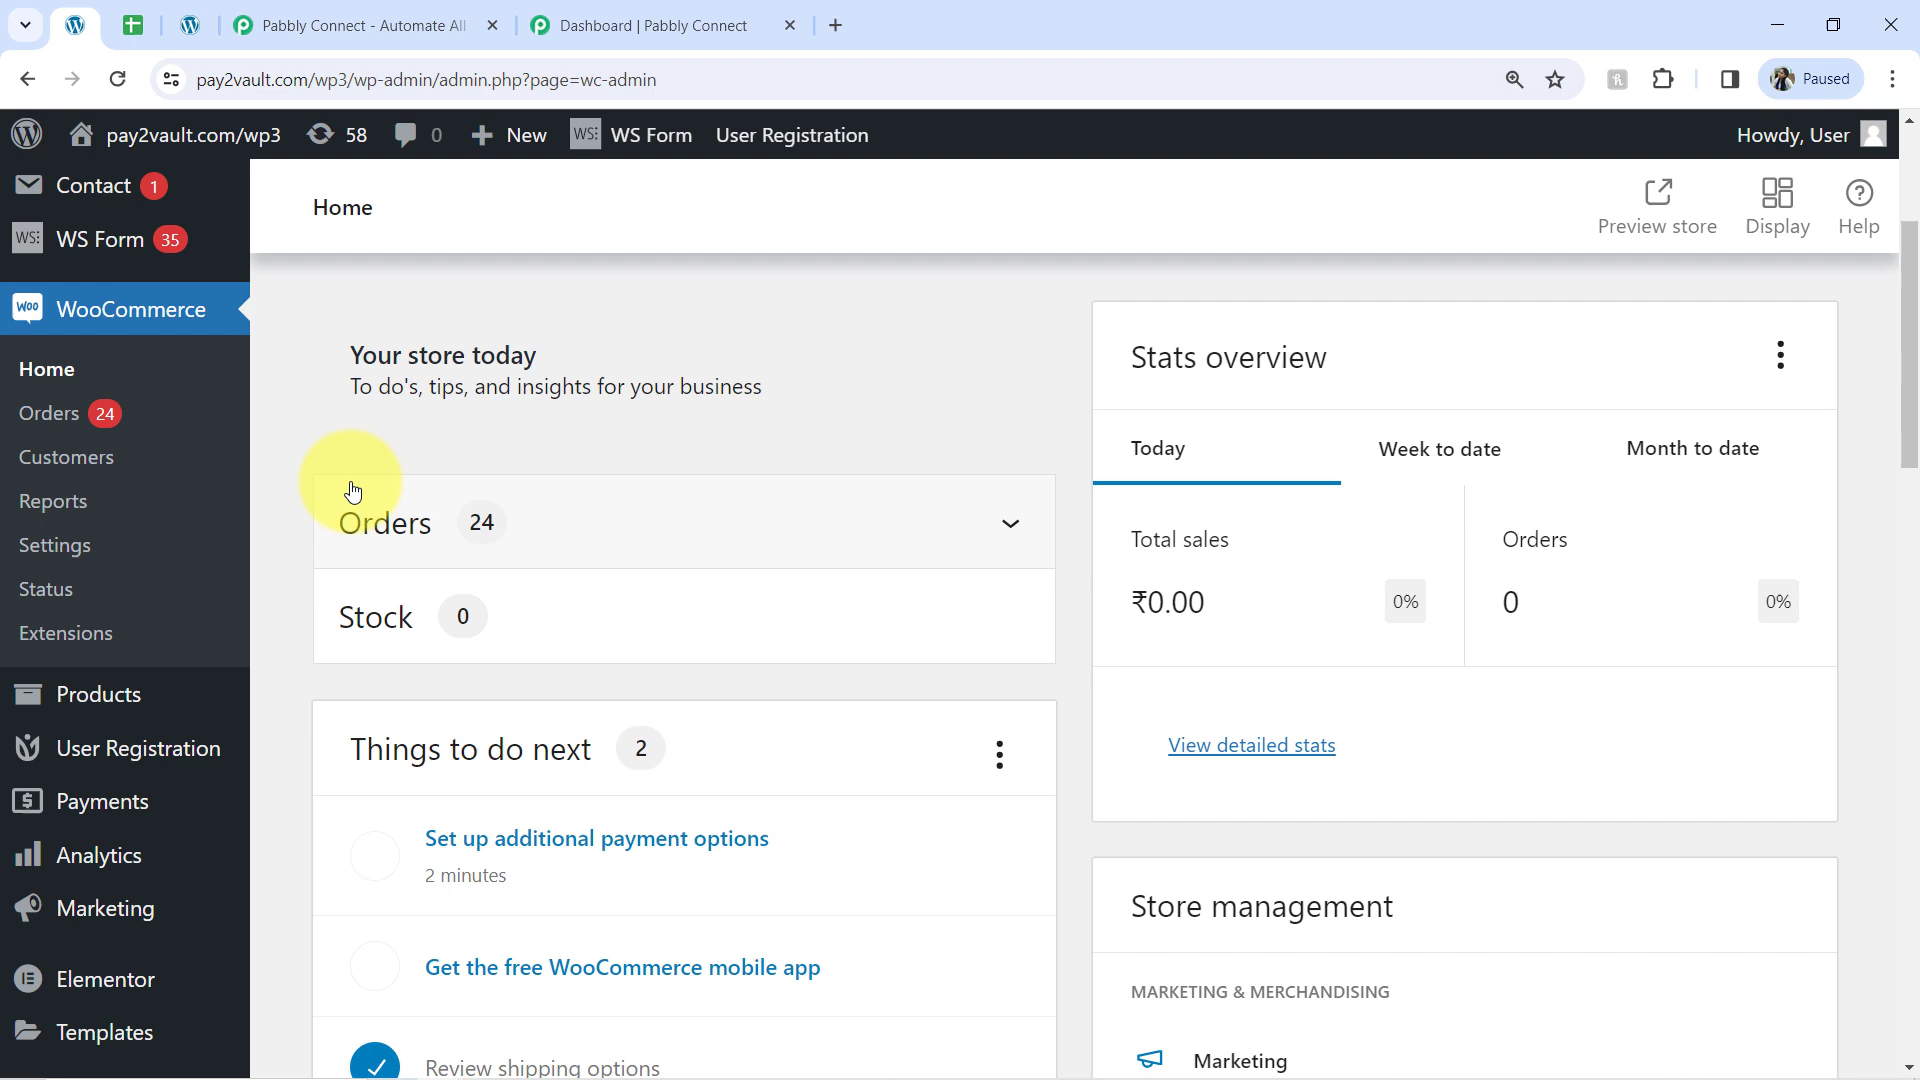 Pabbly Connect - Automate All
Dashboard | Pabbly Connect
pay2vault.com/wp3/wp-admin/admin.php?page=wc-admin
Paused
pay2vault.com/wp3
58
0
New
WS Form
User Registration
Howdy, User
Contact 1
WS Form 35
WooCommerce
Home
Orders 24
Customers
Reports
Settings
Status
Extensions
Products
User Registration
Payments
Analytics
Marketing
Elementor
Templates
Home
Preview store
Display
Help
Your store today
To do's, tips, and insights for your business
Orders 24
Stock 0
Things to do next 2
Set up additional payment options
2 minutes
Get the free WooCommerce mobile app
Review shipping options
Stats overview
Today
Week to date
Month to date
Total sales
₹0.00
0%
Orders
0
0%
View detailed stats
Store management
MARKETING & MERCHANDISING
Marketing